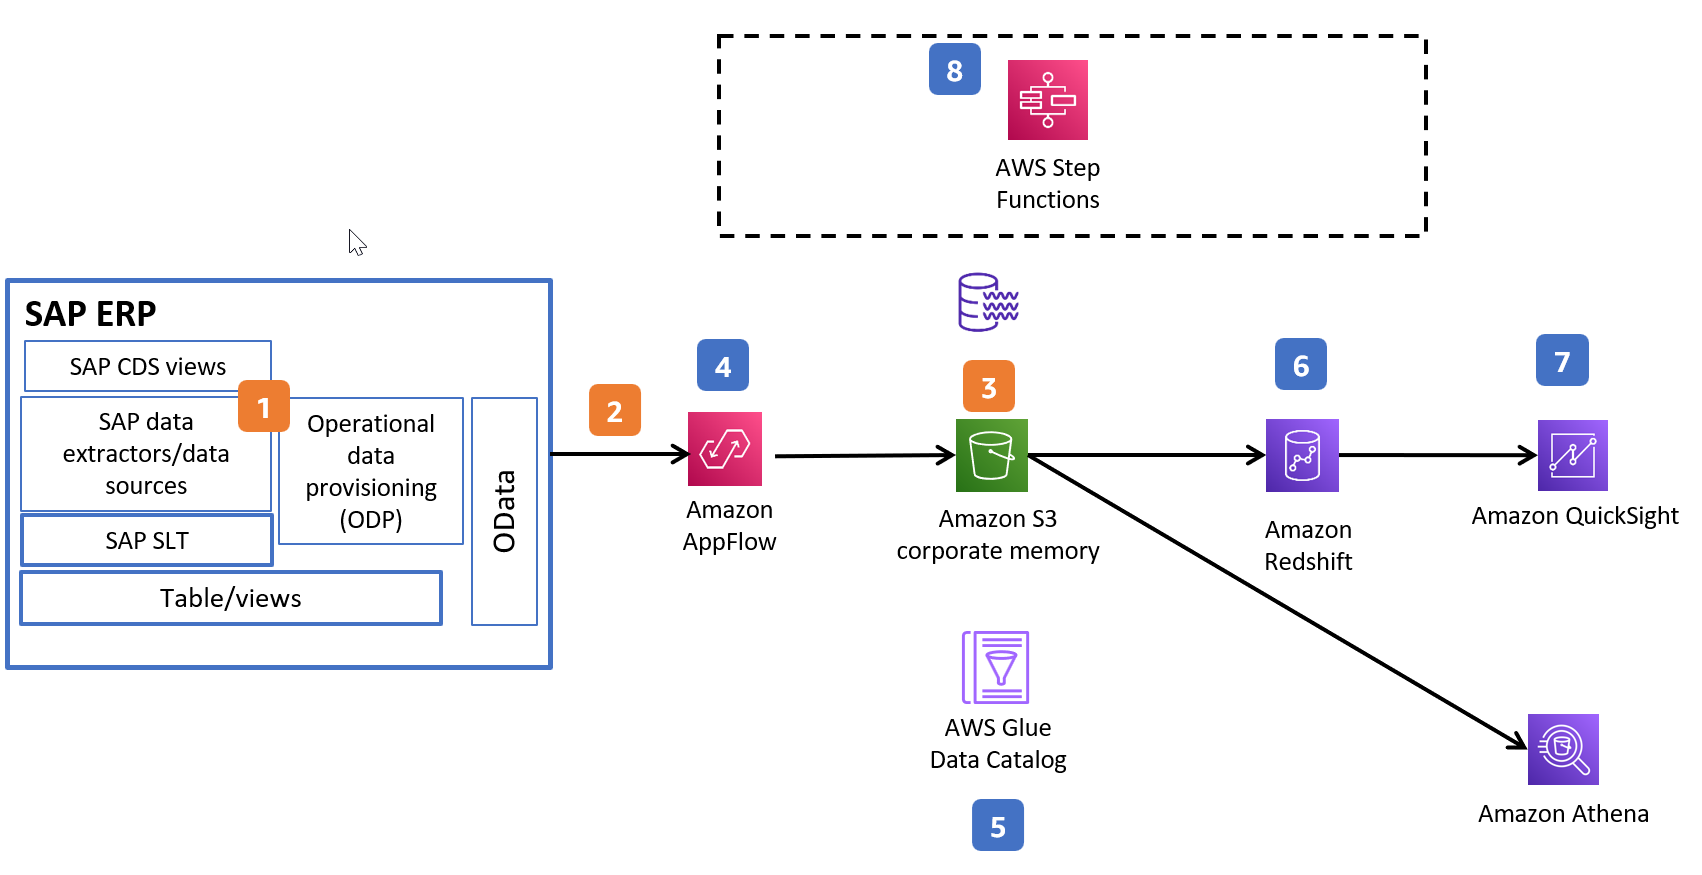 8
AWS Step
Functions
SAP ERP
SAP CDS views
1
SAP data
extractors/data
sources
Operational
data
provisioning
(ODP)
SAP SLT
Table/views
OData
2
4
Amazon
AppFlow
3
Amazon S3
corporate memory
6
Amazon
Redshift
7
Amazon QuickSight
AWS Glue
Data Catalog
5
Amazon Athena